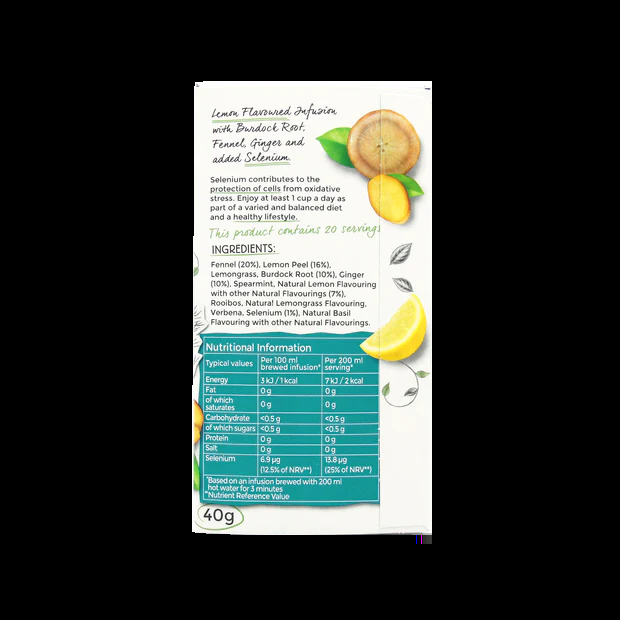 Lemon Flavoured Infusion
with Burdock Root,
Fennel, Ginger and
added Selenium.
Selenium contributes to the
protection of cells from oxidative
stress. Enjoy at least 1 cup a day as
part of a varied and balanced diet
and a healthy lifestyle.
This product contains 20 servings
INGREDIENTS:
Fennel (20%), Lemon Peel (16%),
Lemongrass, Burdock Root (10%), Ginger
(10%), Spearmint, Natural Lemon Flavouring
with other Natural Flavourings (7%),
Rooibos, Natural Lemongrass Flavouring,
Verbena, Selenium (1%), Natural Basil
Flavouring with other Natural Flavourings.
Nutritional Information
Typical values Per 100 ml brewed infusion* Per 200 ml serving*
Energy 3 kJ / 1 kcal 7 kJ / 2 kcal
Fat 0 g 0 g
of which saturates 0 g 0 g
Carbohydrate <0.5 g <0.5 g
of which sugars <0.5 g <0.5 g
Protein 0 g 0 g
Salt 0 g 0 g
Selenium 6.9 µg 13.8 µg
(12.5% of NRV**) (25% of NRV**)
*Based on an infusion brewed with 200 ml
hot water for 3 minutes
**Nutrient Reference Value
40g